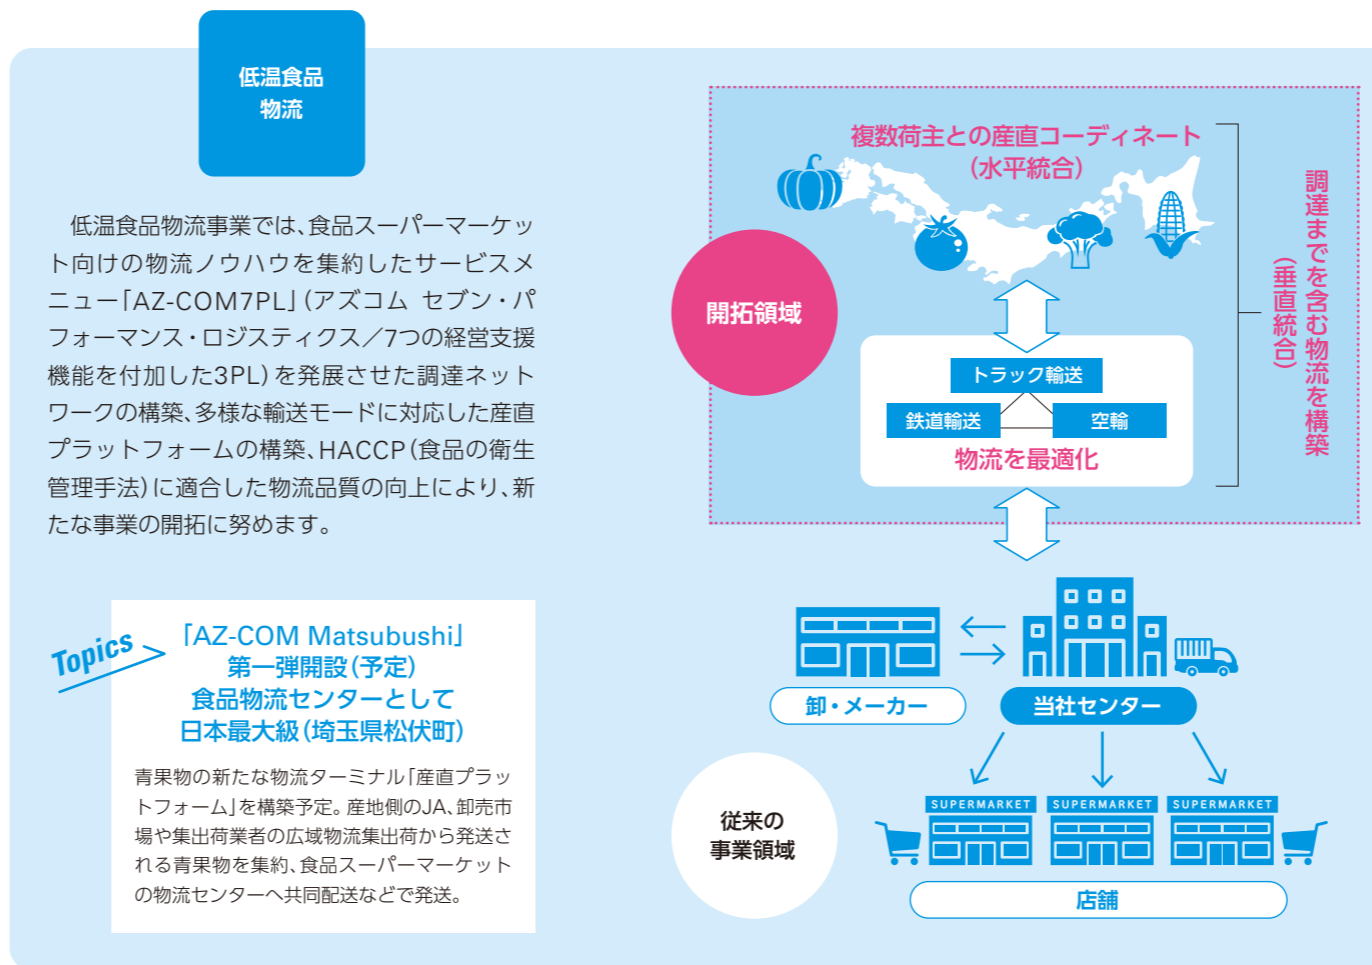 低温食品
物流
低温食品物流事業では、食品スーパーマーケッ
ト向けの物流ノウハウを集約したサービスメ
ニュー「AZ-COM7PL」（アズコム セブン・パ
フォーマンス・ロジスティクス／7つの経営支援
機能を付加した3PL）を発展させた調達ネット
ワークの構築、多様な輸送モードに対応した産直
プラットフォームの構築、HACCP（食品の衛生
管理手法）に適合した物流品質の向上により、新
たな事業の開拓に努めます。
Topics
「AZ-COM Matsubushi」
第一弾開設（予定）
食品物流センターとして
日本最大級（埼玉県松伏町）
青果物の新たな物流ターミナル「産直プラッ
トフォーム」を構築予定。産地側のJA、卸売市
場や集出荷業者の広域物流集出荷から発送さ
れる青果物を集約、食品スーパーマーケット
の物流センターへ共同配送などで発送。
複数荷主との産直コーディネート
（水平統合）
調達までを含む物流を構築
（垂直統合）
開拓領域
トラック輸送
鉄道輸送
空輸
物流を最適化
卸・メーカー
当社センター
従来の
事業領域
SUPERMARKET
SUPERMARKET
SUPERMARKET
店舗